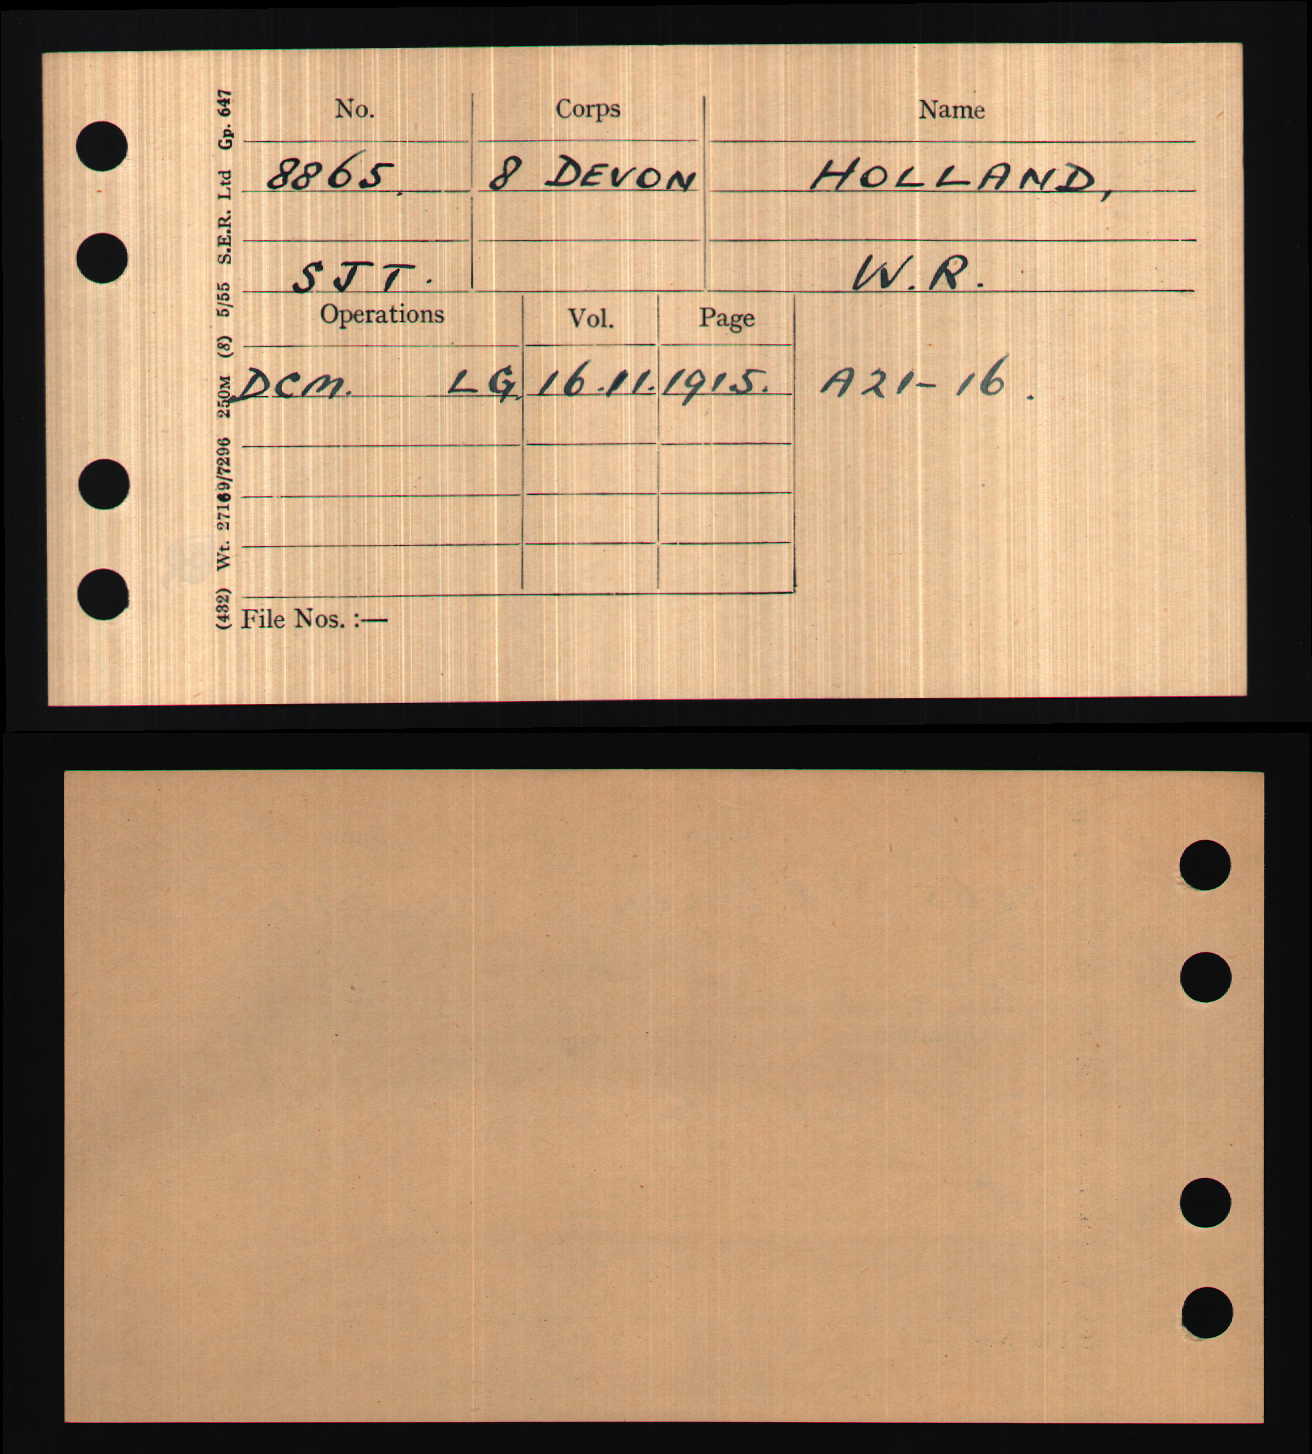 No. Corps Name
8865. 8 DEVON HOLLAND,
SJT. W.R.
Operations Vol. Page
DCM. LG. 16.11.1915. A21-16.
File Nos. :—
(432) Wt. 27169/7296 250M (8) 5/55 S.E.R. Ltd Gp. 647